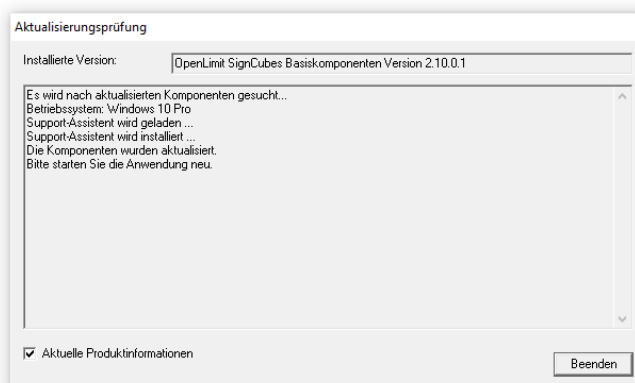 Aktualisierungsprüfung
Installierte Version: OpenLimit SignCubes Basiskomponenten Version 2.10.0.1
Es wird nach aktualisierten Komponenten gesucht...
Betriebssystem: Windows 10 Pro
Support-Assistent wird geladen ...
Support-Assistent wird installiert ...
Die Komponenten wurden aktualisiert.
Bitte starten Sie die Anwendung neu.
Aktuelle Produktinformationen
Beenden